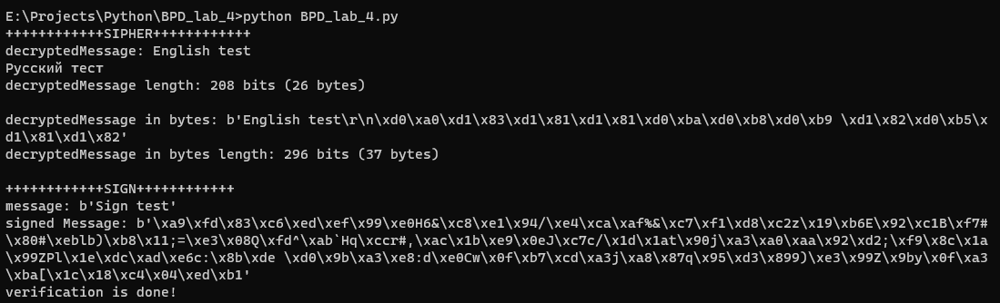 E:\Projects\Python\BPD_lab_4>python BPD_lab_4.py
++++++++++++SIPHER++++++++++++
decryptedMessage: English test
Русский тест
decryptedMessage length: 208 bits (26 bytes)
decryptedMessage in bytes: b'English test\r\n\xd0\xa0\xd1\x83\xd1\x81\xd1\x81\xd0\xba\xd0\xb8\xd0\xb9 \xd1\x82\xd0\xb5\x
d1\x81\xd1\x82'
decryptedMessage in bytes length: 296 bits (37 bytes)
++++++++++++SIGN++++++++++++
message: b'Sign test'
signed Message: b'\xa9\xfd\x83\xc6\xed\xef\x99\xe0H6&\xc8\xe1\x94/\xe4\xca\xaf%&\xc7\xf1\xd8\xc2z\x19\xb6E\x92\xc1B\xf7#
\x80#\xeblb)\xb8\x11;=\xe3\x08Q\xfd^\xab`Hq\xccr#,\xac\x1b\xe9\x0eJ\xc7c/\x1d\x1at\x90j\xa3\xa0\xaa\x92\xd2;\xf9\x8c\x1a
\x99ZPl\x1e\xdc\xad\xe6c:\x8b\xde \xd0\x9b\xa3\xe8:d\xe0Cw\x0f\xb7\xcd\xa3j\xa8\x87q\x95\xd3\x899)\xe3\x99Z\x9by\x0f\xa3
\xba[\x1c\x18\xc4\x04\xed\xb1'
verification is done!